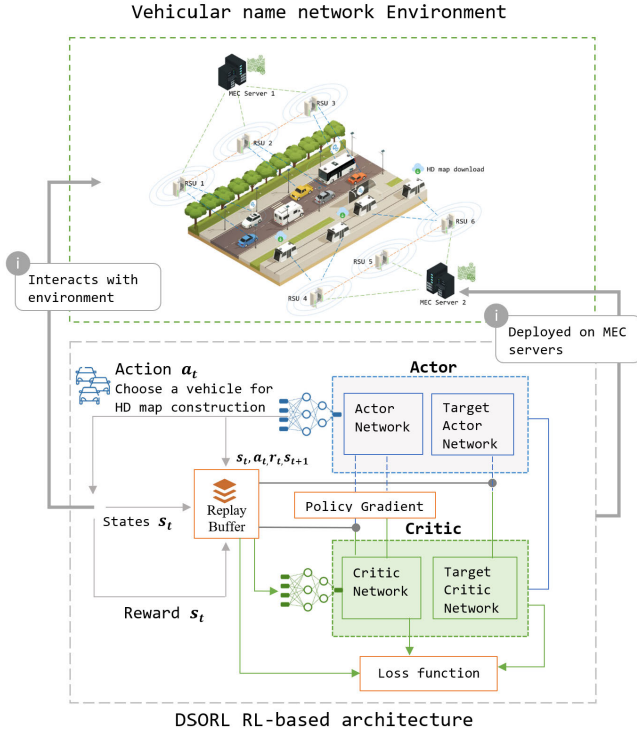 Vehicular name network Environment
MEC Server 1
RSU 3
RSU 2
RSU 1
HD map download
RSU 6
RSU 5
RSU 4
MEC Server 2
i
Interacts with
environment
i
Deployed on MEC
servers
Action a_t
Choose a vehicle for
HD map construction
Actor
Actor
Network
Target
Actor
Network
s_t, a_t, r_t, s_{t+1}
Replay
Buffer
Policy Gradient
States s_t
Critic
Critic
Network
Target
Critic
Network
Reward s_t
Loss function
DSORL RL-based architecture